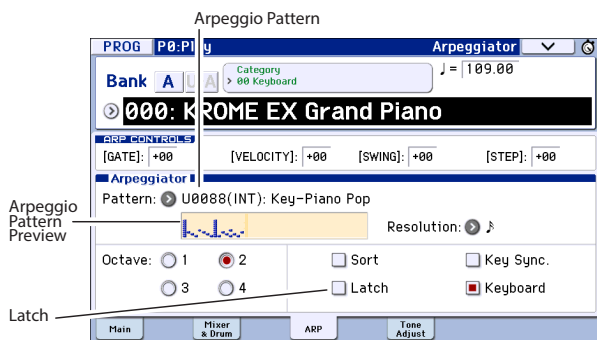 Arpeggio Pattern
PROG P0:Play Arpeggiator
Bank A U A Category 00 Keyboard ♩= 109.00
000: KROME EX Grand Piano
ARP CONTROLS
[GATE]: +00 [VELOCITY]: +00 [SWING]: +00 [STEP]: +00
Arpeggiator
Pattern: U0088(INT): Key-Piano Pop
Arpeggio Pattern Preview
Resolution: ♪
Octave: 1 2 Sort Key Sync.
3 4 Latch Keyboard
Latch
Main Mixer & Drum ARP Tone Adjust